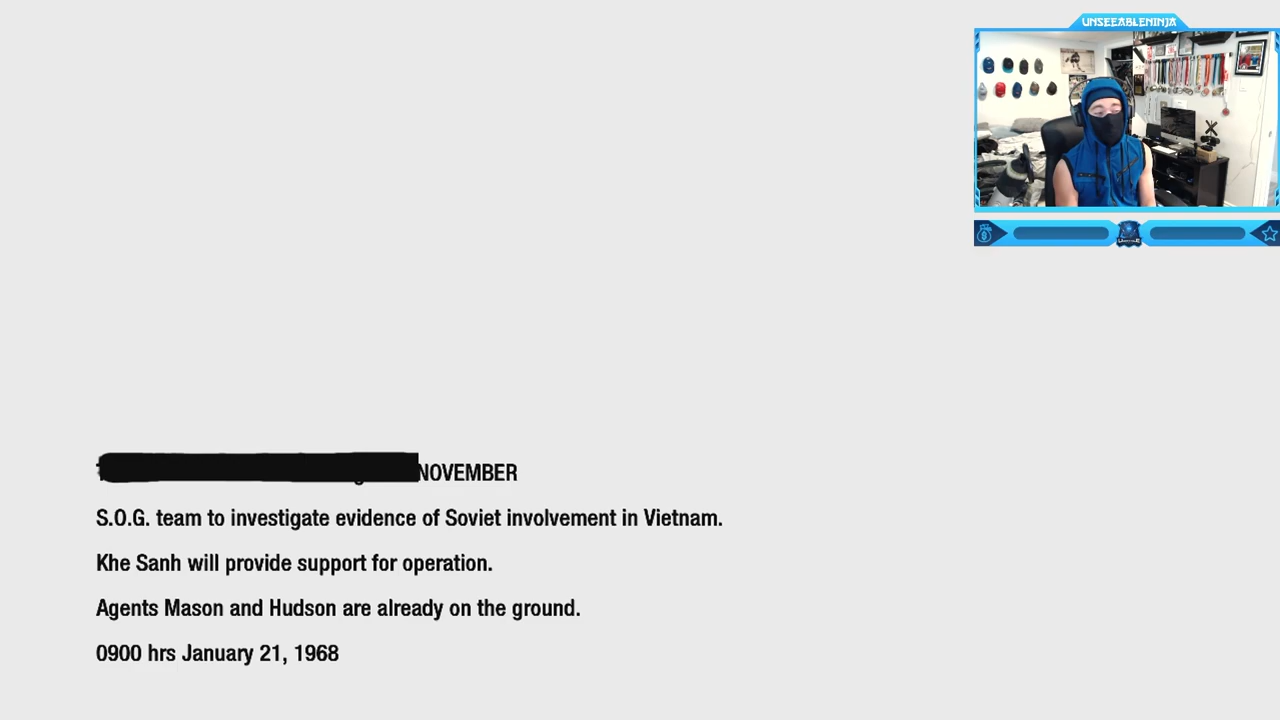 UNSEEABLENINJA
NOVEMBER
S.O.G. team to investigate evidence of Soviet involvement in Vietnam.
Khe Sanh will provide support for operation.
Agents Mason and Hudson are already on the ground.
0900 hrs January 21, 1968